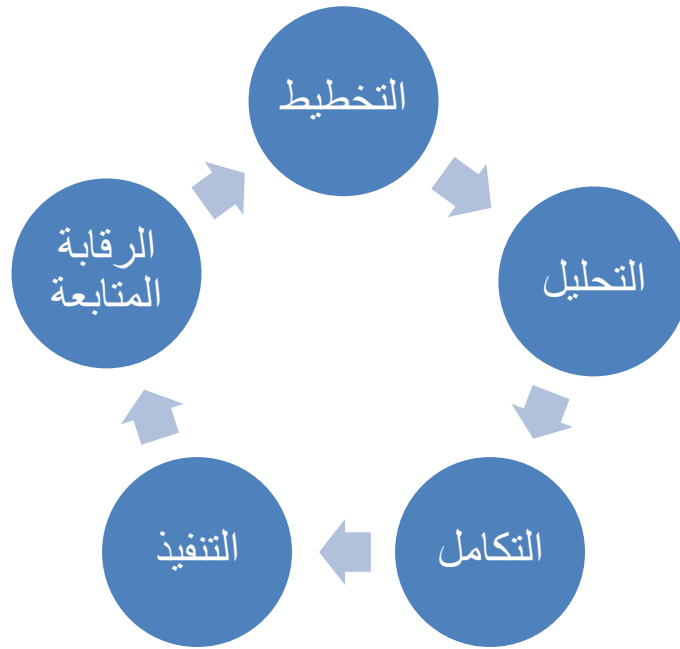 التخطيط
التحليل
التكامل
التنفيذ
الرقابة
المتابعة